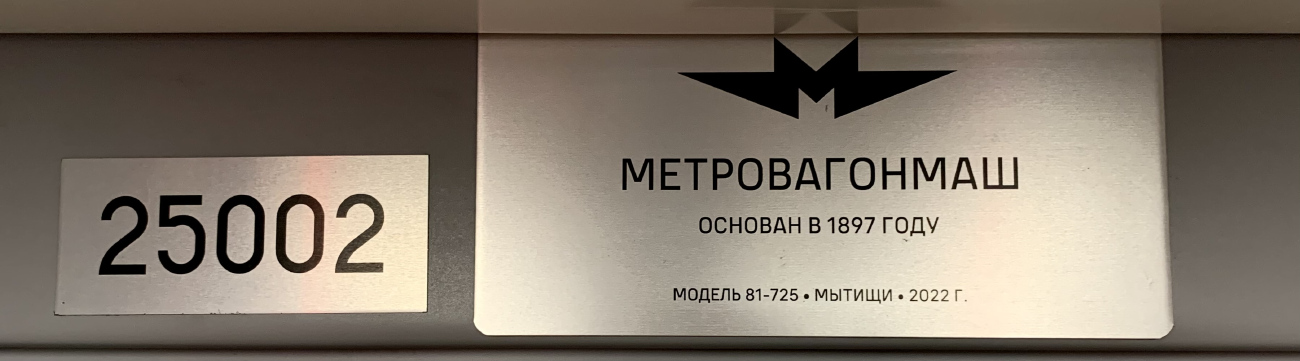 25002
МЕТРОВАГОНМАШ
ОСНОВАН В 1897 ГОДУ
МОДЕЛЬ 81-725 • МЫТИЩИ • 2022 Г.